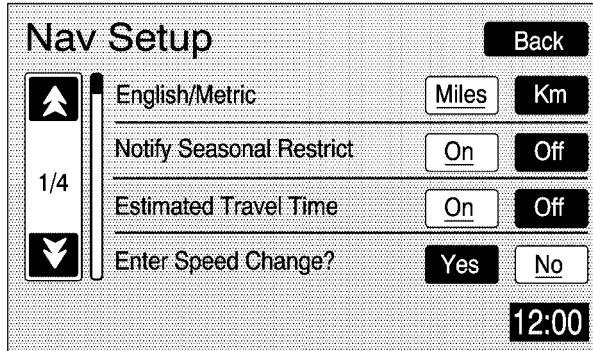 Nav Setup Back
English/Metric Miles Km
Notify Seasonal Restrict On Off
1/4
Estimated Travel Time On Off
Enter Speed Change? Yes No
12:00